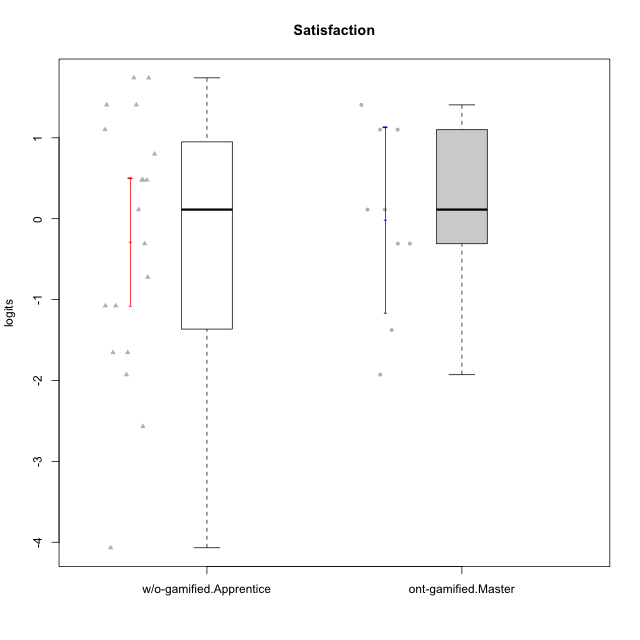 Satisfaction
logits
1
0
-1
-2
-3
-4
w/o-gamified.Apprentice
ont-gamified.Master